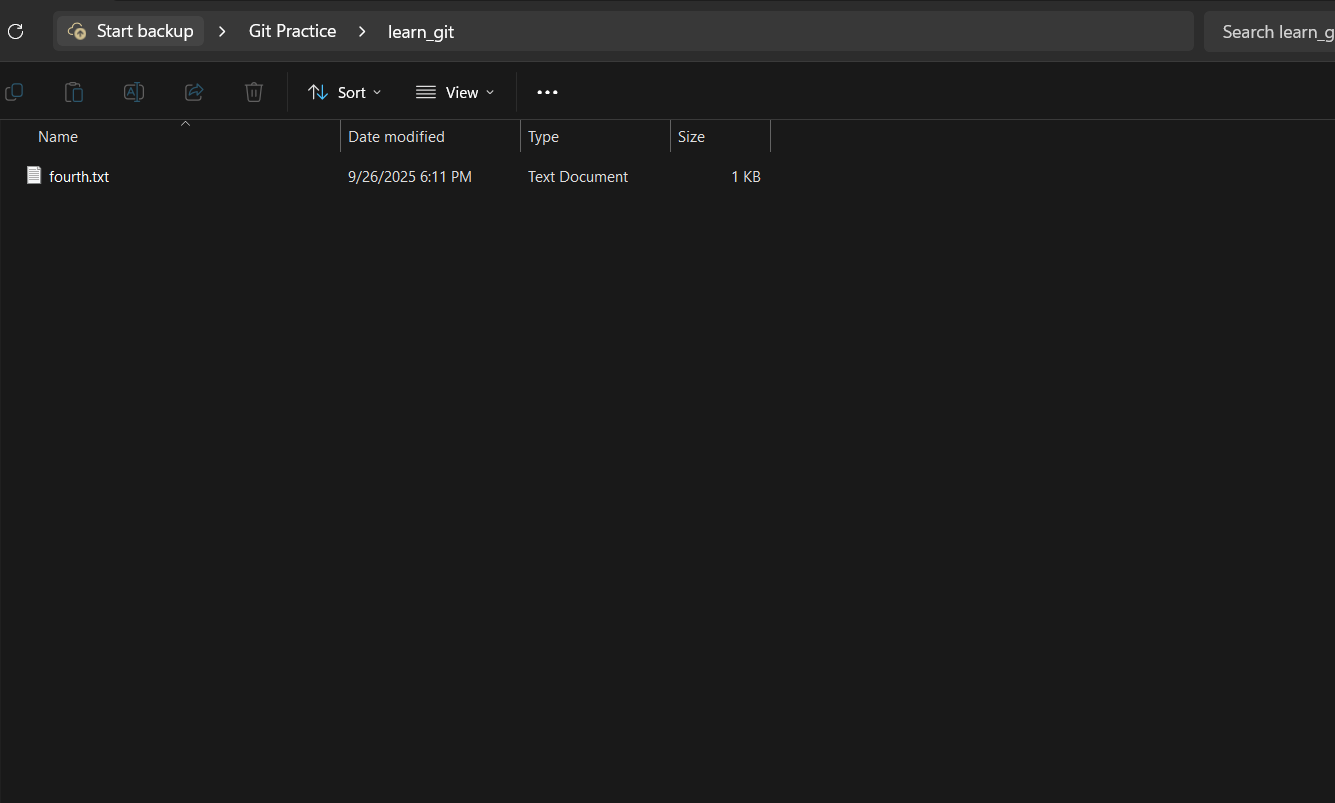 Start backup > Git Practice > learn_git
Search learn_g
Sort View
Name Date modified Type Size
fourth.txt 9/26/2025 6:11 PM Text Document 1 KB